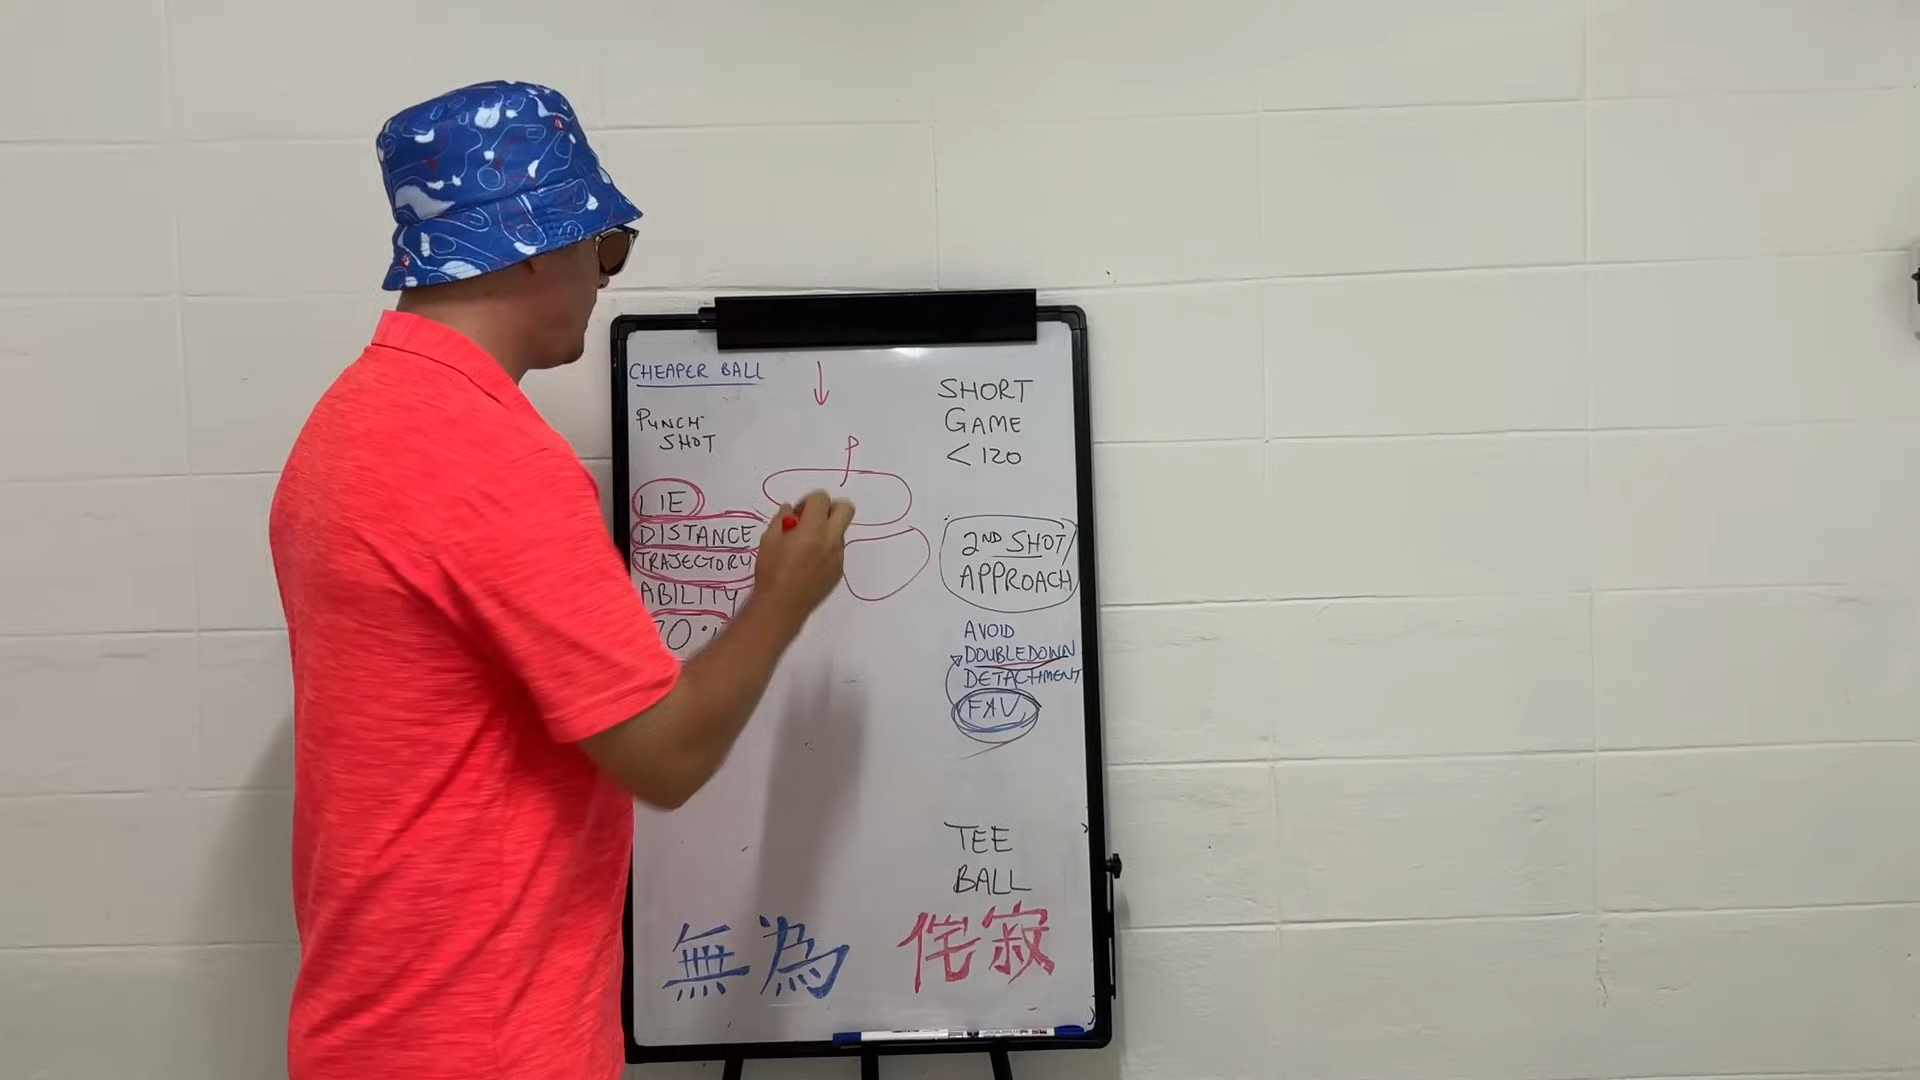 CHEAPER BALL
PUNCH
SHOT
LIE
DISTANCE
TRAJECTORY
ABILITY
SHORT
GAME
< 120
2ND SHOT
APPROACH
AVOID
DOUBLEDOWN
DETACHMENT
FAV
TEE
BALL
無為 侘寂